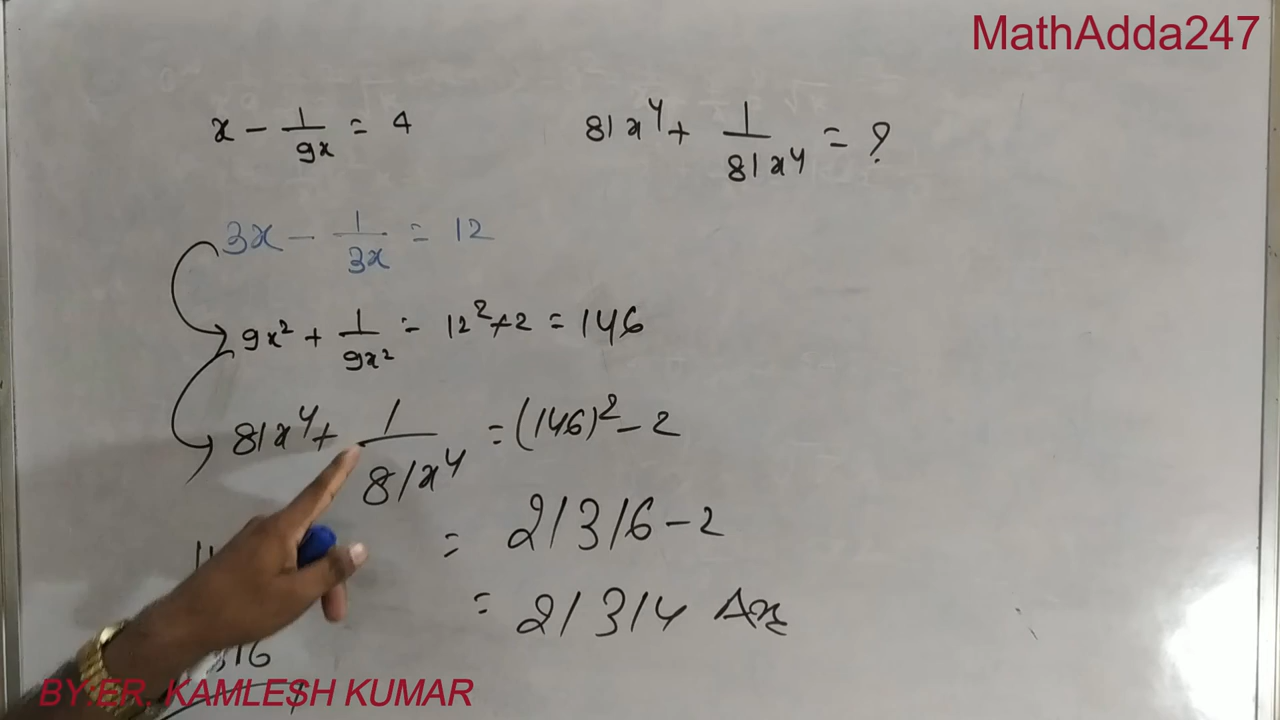 MathAdda247
x - 1/9x = 4    81x⁴ + 1/81x⁴ = ?
3x - 1/3x = 12
9x² + 1/9x² = 12² + 2 = 146
81x⁴ + 1/81x⁴ = (146)² - 2
= 21316 - 2
= 21314 Ans
316
BY:ER. KAMLESH KUMAR